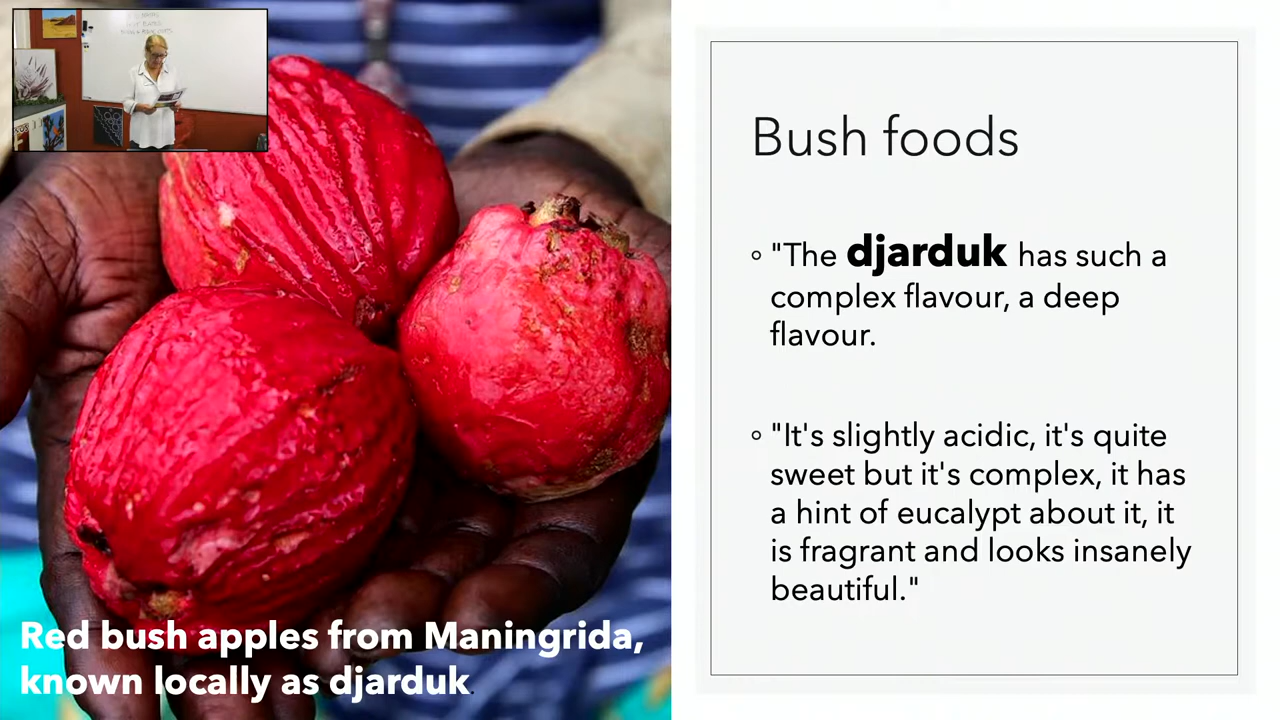 Bush foods
"The djarduk has such a
complex flavour, a deep
flavour.
"It's slightly acidic, it's quite
sweet but it's complex, it has
a hint of eucalypt about it, it
is fragrant and looks insanely
beautiful."
Red bush apples from Maningrida,
known locally as djarduk.